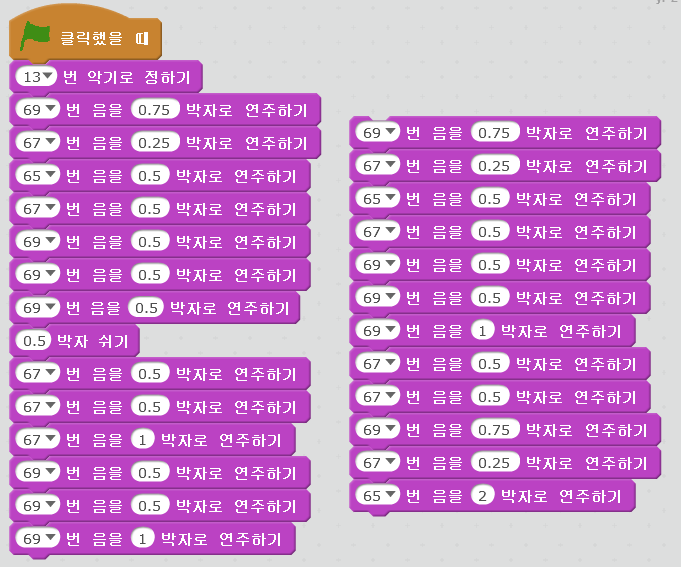 클릭했을 때
13 번 악기로 정하기
69 번 음을 0.75 박자로 연주하기
67 번 음을 0.25 박자로 연주하기
65 번 음을 0.5 박자로 연주하기
67 번 음을 0.5 박자로 연주하기
69 번 음을 0.5 박자로 연주하기
69 번 음을 0.5 박자로 연주하기
69 번 음을 0.5 박자로 연주하기
0.5 박자 쉬기
67 번 음을 0.5 박자로 연주하기
67 번 음을 0.5 박자로 연주하기
67 번 음을 1 박자로 연주하기
69 번 음을 0.5 박자로 연주하기
69 번 음을 0.5 박자로 연주하기
69 번 음을 1 박자로 연주하기
69 번 음을 0.75 박자로 연주하기
67 번 음을 0.25 박자로 연주하기
65 번 음을 0.5 박자로 연주하기
67 번 음을 0.5 박자로 연주하기
69 번 음을 0.5 박자로 연주하기
69 번 음을 0.5 박자로 연주하기
69 번 음을 1 박자로 연주하기
67 번 음을 0.5 박자로 연주하기
67 번 음을 0.5 박자로 연주하기
69 번 음을 0.75 박자로 연주하기
67 번 음을 0.25 박자로 연주하기
65 번 음을 2 박자로 연주하기